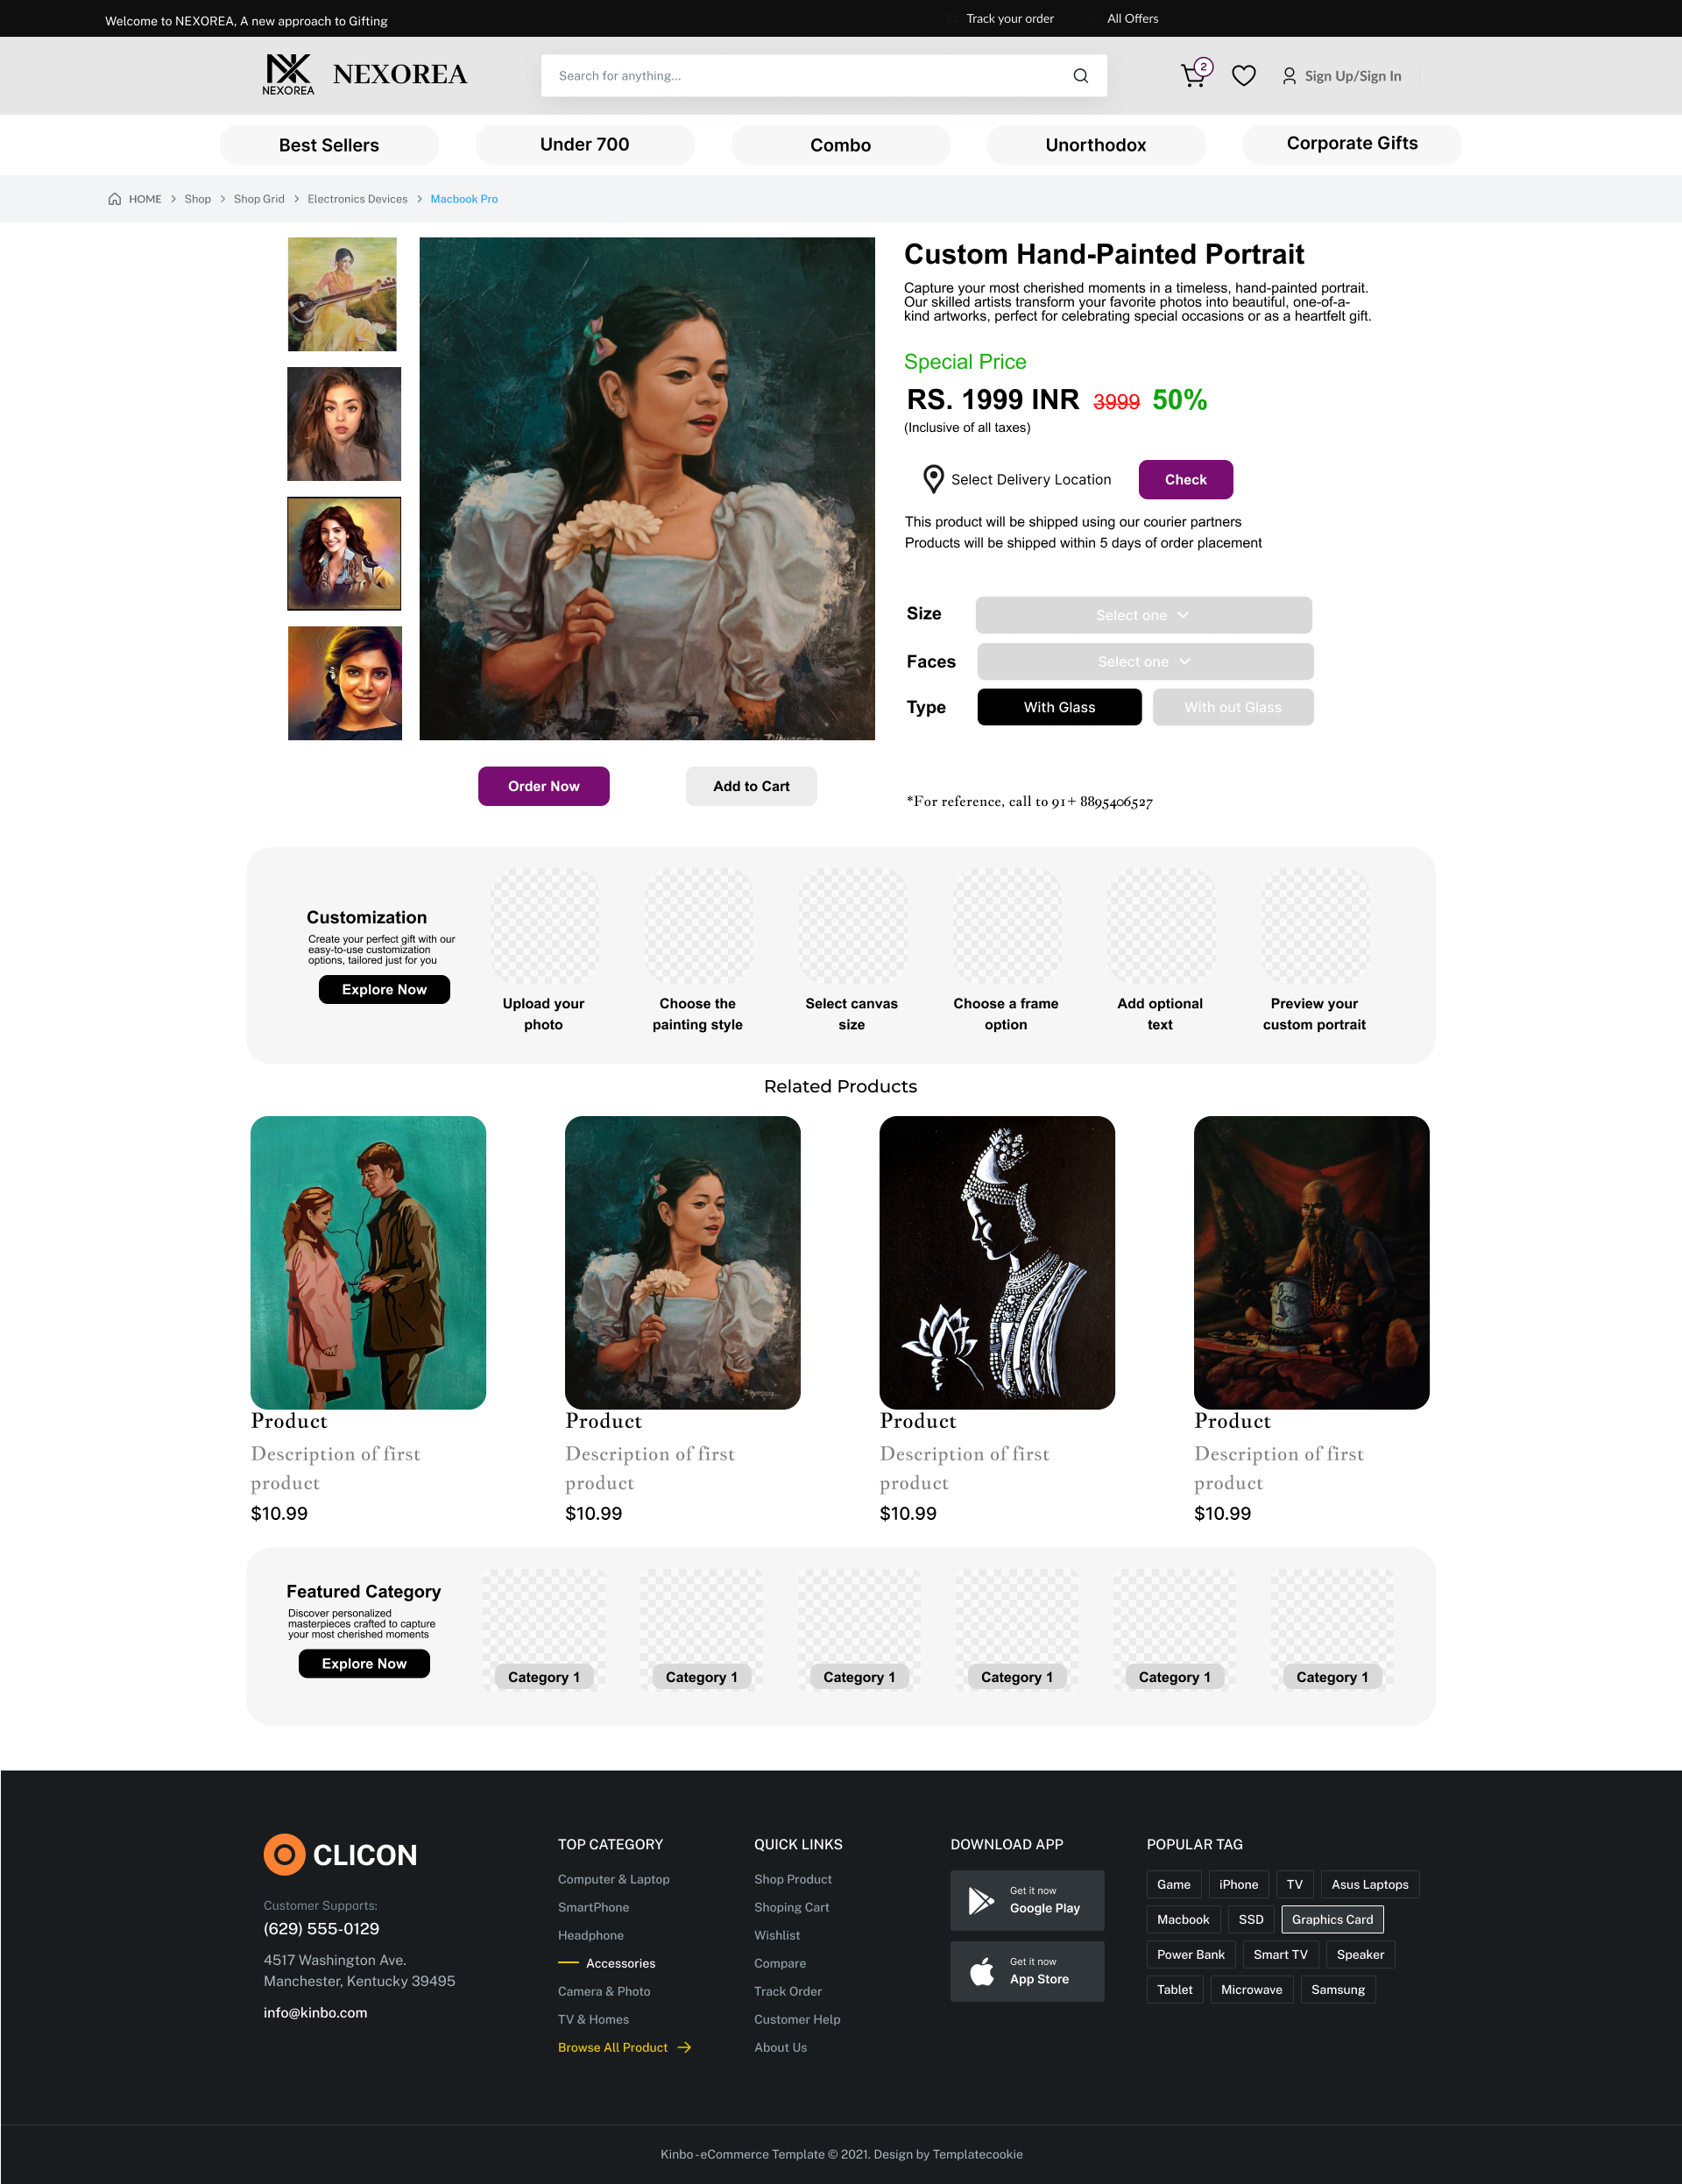 Welcome to NEXOREA, A new approach to Gifting
Track your order
All Offers
NEXOREA
NEXOREA
Search for anything...
2
Sign Up/Sign In
Best Sellers
Under 700
Combo
Unorthodox
Corporate Gifts
HOME
Shop
Shop Grid
Electronics Devices
Macbook Pro
Custom Hand-Painted Portrait
Capture your most cherished moments in a timeless, hand-painted portrait.
Our skilled artists transform your favorite photos into beautiful, one-of-a-
kind artworks, perfect for celebrating special occasions or as a heartfelt gift.
Special Price
RS. 1999 INR 3999 50%
(Inclusive of all taxes)
Select Delivery Location
Check
This product will be shipped using our courier partners
Products will be shipped within 5 days of order placement
Size
Select one
Faces
Select one
Type
With Glass
With out Glass
Order Now
Add to Cart
*For reference, call to 91+ 8895406527
Customization
Create your perfect gift with our
easy-to-use customization
options, tailored just for you
Explore Now
Upload your
photo
Choose the
painting style
Select canvas
size
Choose a frame
option
Add optional
text
Preview your
custom portrait
Related Products
Product
Description of first
product
$10.99
Product
Description of first
product
$10.99
Product
Description of first
product
$10.99
Product
Description of first
product
$10.99
Featured Category
Discover personalized
masterpieces crafted to capture
your most cherished moments
Explore Now
Category 1
Category 1
Category 1
Category 1
Category 1
Category 1
CLICON
Customer Supports:
(629) 555-0129
4517 Washington Ave.
Manchester, Kentucky 39495
info@kinbo.com
TOP CATEGORY
Computer & Laptop
SmartPhone
Headphone
Accessories
Camera & Photo
TV & Homes
Browse All Product
QUICK LINKS
Shop Product
Shoping Cart
Wishlist
Compare
Track Order
Customer Help
About Us
DOWNLOAD APP
Get it now
Google Play
Get it now
App Store
POPULAR TAG
Game
iPhone
TV
Asus Laptops
Macbook
SSD
Graphics Card
Power Bank
Smart TV
Speaker
Tablet
Microwave
Samsung
Kinbo - eCommerce Template © 2021. Design by Templatecookie